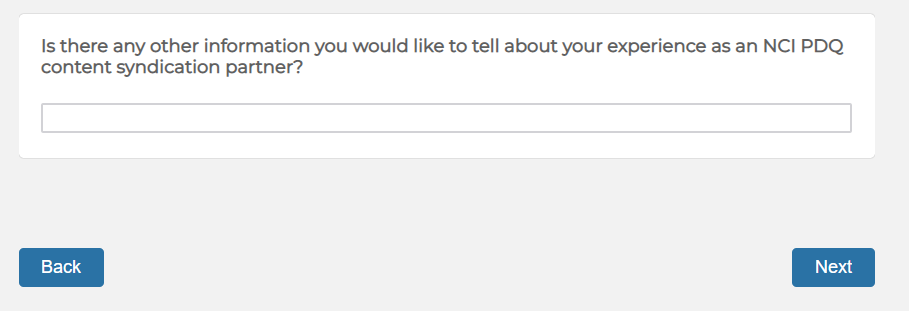 Is there any other information you would like to tell about your experience as an NCI PDQ
content syndication partner?
Back
Next